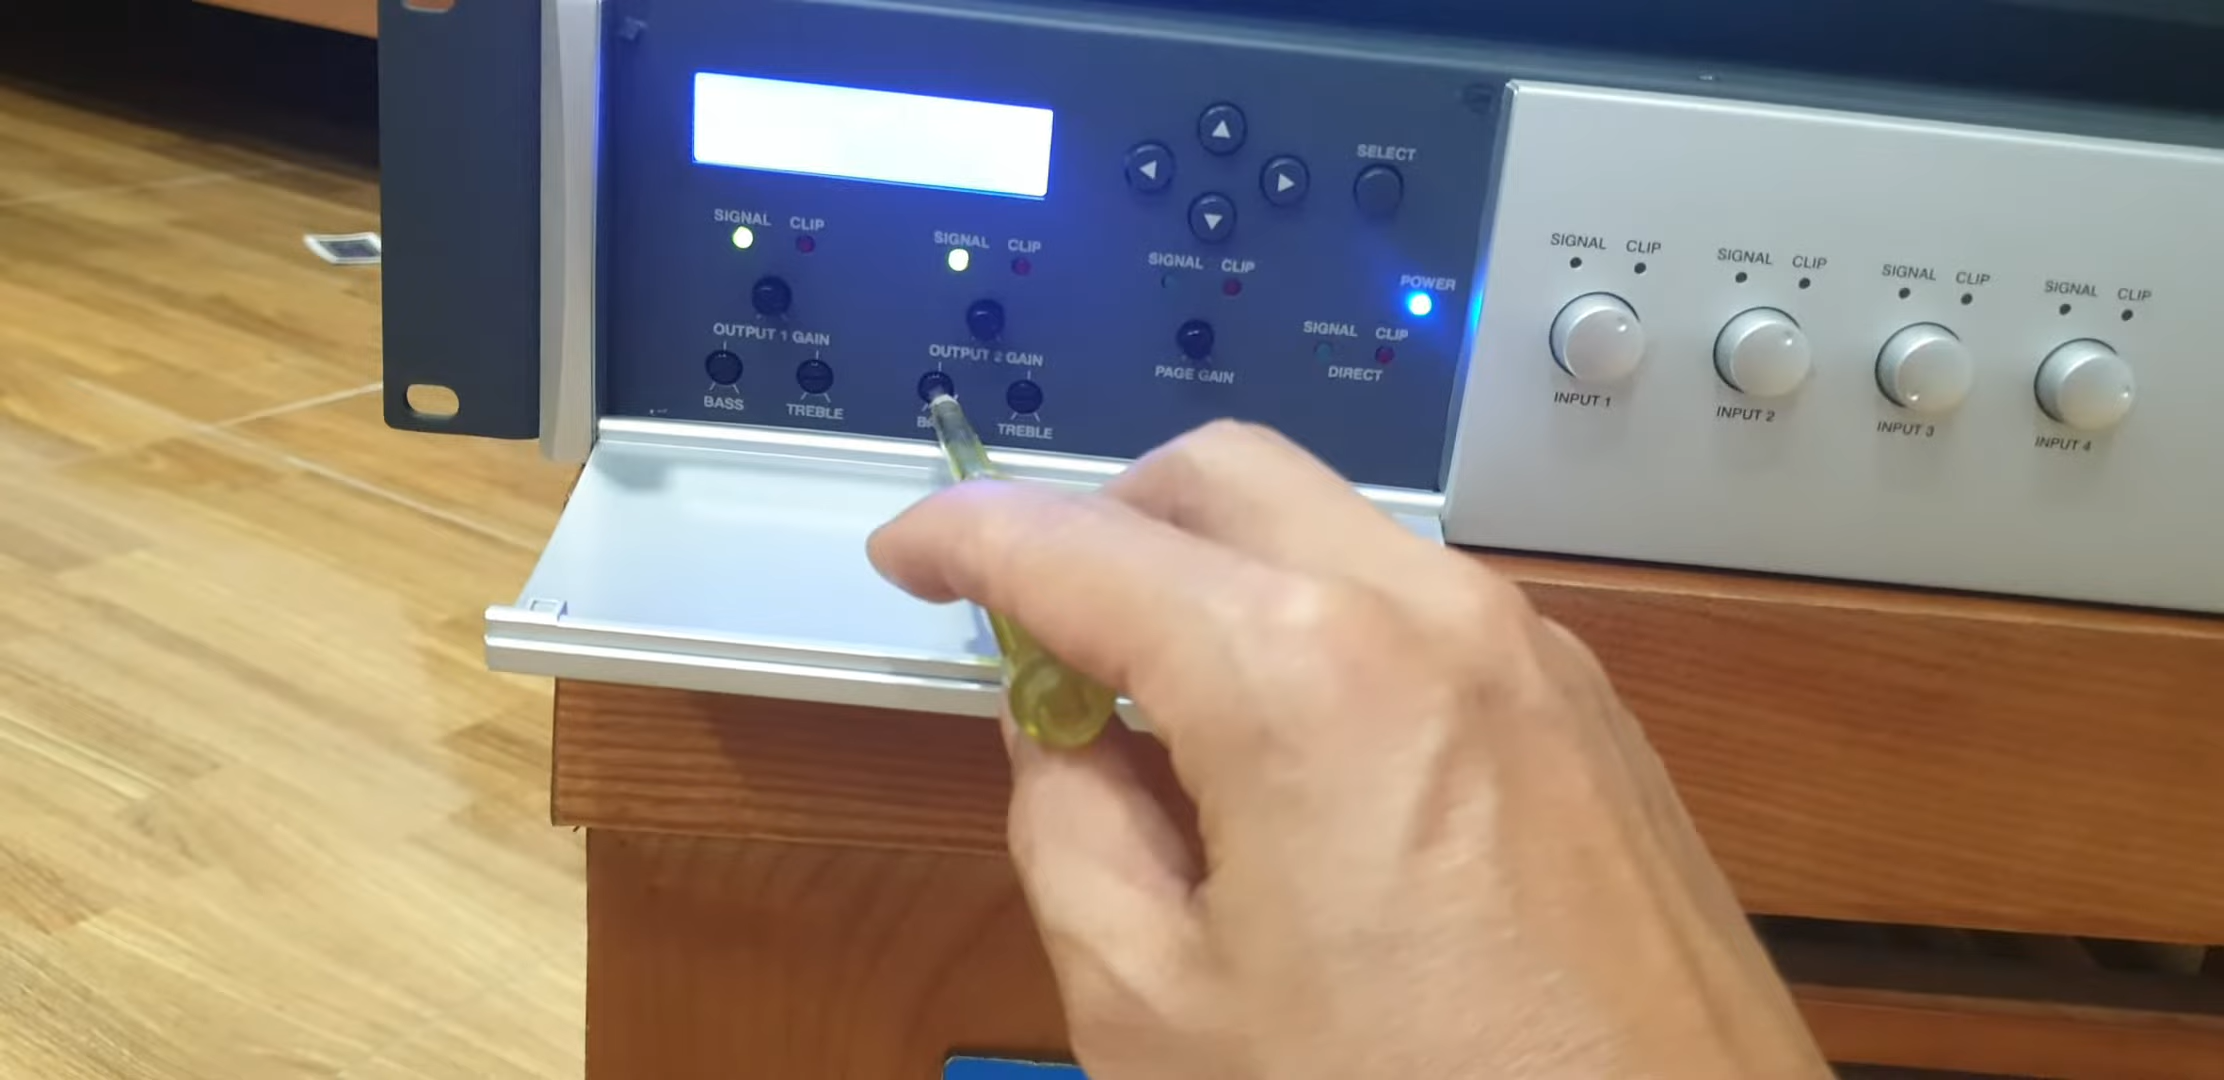 SELECT
SIGNAL CLIP
SIGNAL CLIP
SIGNAL CLIP
POWER
OUTPUT 1 GAIN
OUTPUT 2 GAIN
PAGE GAIN
SIGNAL CLIP
DIRECT
BASS TREBLE
TREBLE
SIGNAL CLIP
INPUT 1
SIGNAL CLIP
INPUT 2
SIGNAL CLIP
INPUT 3
SIGNAL CLIP
INPUT 4